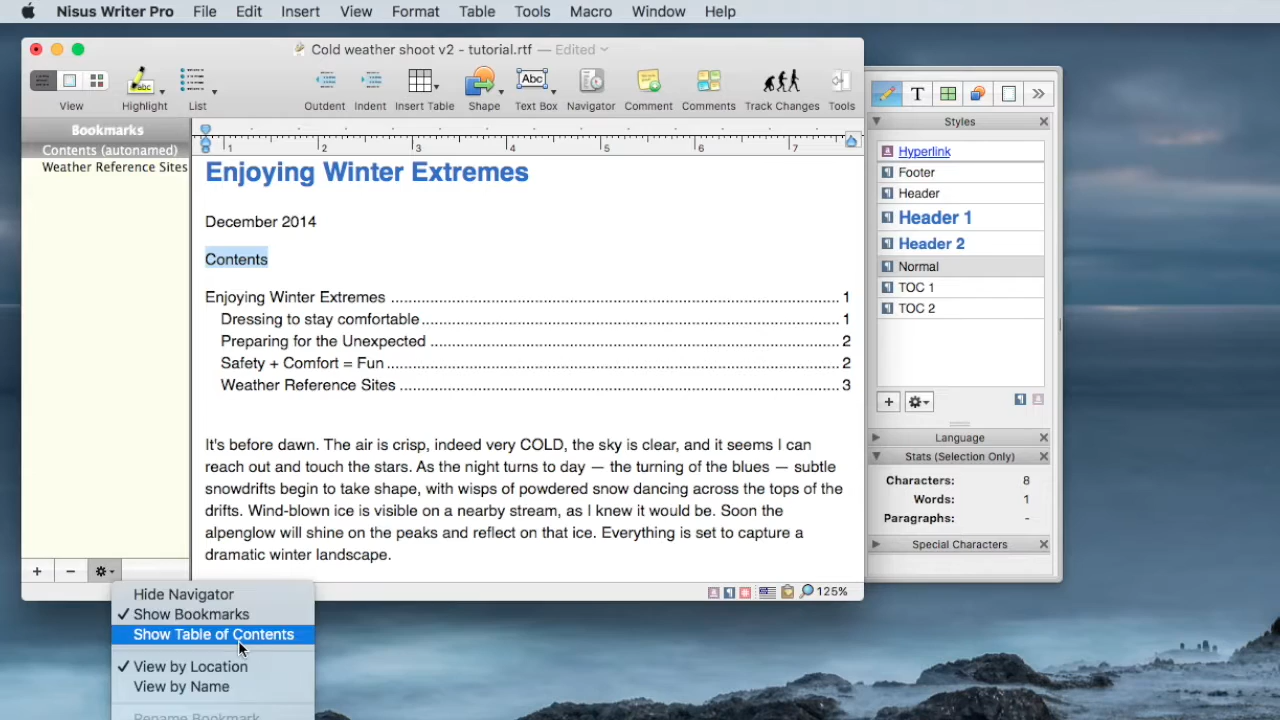 Nisus Writer Pro File Edit Insert View Format Table Tools Macro Window Help
Cold weather shoot v2 - tutorial.rtf — Edited
Abc
View Highlight List Outdent Indent Insert Table Shape Text Box Navigator Comment Comments Track Changes Tools
Bookmarks
Contents (autonamed)
Weather Reference Sites
1 2 3 4 5 6 7
Enjoying Winter Extremes
December 2014
Contents
Enjoying Winter Extremes ........ 1
Dressing to stay comfortable ........ 1
Preparing for the Unexpected ........ 2
Safety + Comfort = Fun ........ 2
Weather Reference Sites ........ 3
It's before dawn. The air is crisp, indeed very COLD, the sky is clear, and it seems I can
reach out and touch the stars. As the night turns to day — the turning of the blues — subtle
snowdrifts begin to take shape, with wisps of powdered snow dancing across the tops of the
drifts. Wind-blown ice is visible on a nearby stream, as I knew it would be. Soon the
alpenglow will shine on the peaks and reflect on that ice. Everything is set to capture a
dramatic winter landscape.
125%
Hide Navigator
✓ Show Bookmarks
Show Table of Contents
✓ View by Location
View by Name
Rename Bookmark
Styles
Hyperlink
Footer
Header
Header 1
Header 2
Normal
TOC 1
TOC 2
Language
Stats (Selection Only)
Characters: 8
Words: 1
Paragraphs: -
Special Characters